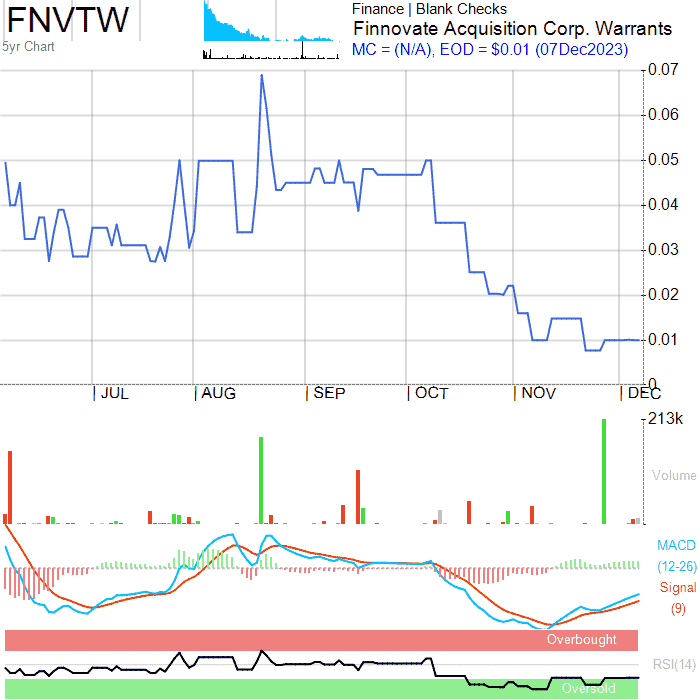 FNVTW
5yr Chart
Finance | Blank Checks
Finnovate Acquisition Corp. Warrants
MC = (N/A), EOD = $0.01 (07Dec2023)
0.07
0.06
0.05
0.04
0.03
0.02
0.01
0
JUL AUG SEP OCT NOV DEC
213k
Volume
MACD
(12-26)
Signal
(9)
Overbought
RSI(14)
Oversold